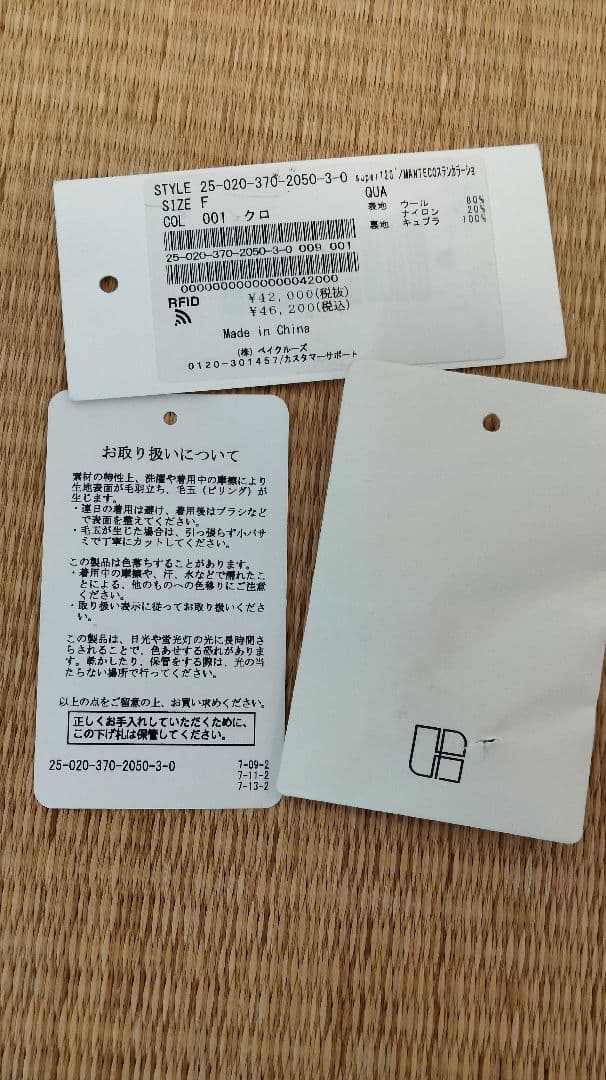 STYLE 25-020-370-2050-3-0 super120'/MANTECOステンカラーショ
SIZE F
QUA
COL 001 クロ
表地 ウール 80%
ナイロン 20%
裏地 キュプラ 100%
25-020-370-2050-3-0 009 001
00000000000000042000
RFID
¥42,000(税抜)
¥46,200(税込)
Made in China
(株) ベイクルーズ
0120-301457/カスタマーサポート
お取り扱いについて
素材の特性上、洗濯や着用中の摩擦により
生地表面が毛羽立ち、毛玉（ピリング）が
生じます。
・連日の着用は避け、着用後はブラシなど
で表面を整えてください。
・毛玉が生じた場合は、引っ張らず小バサ
ミで丁寧にカットしてください。
この製品は色落ちすることがあります。
・着用中の摩擦や、汗、水などで濡れたこ
とによる、他のものへの色移りにご注意
ください。
・取り扱い表示に従ってお取り扱いくださ
い。
この製品は、日光や蛍光灯の光に長時間さ
らされることで、色あせする恐れがありま
す。乾かしたり、保管をする際は、光の当
たらない場所で行ってください。
以上の点をご留意の上、お買い求めください。
正しくお手入れしていただくために、
この下げ札は保管してください。
25-020-370-2050-3-0
7-09-2
7-11-2
7-13-2